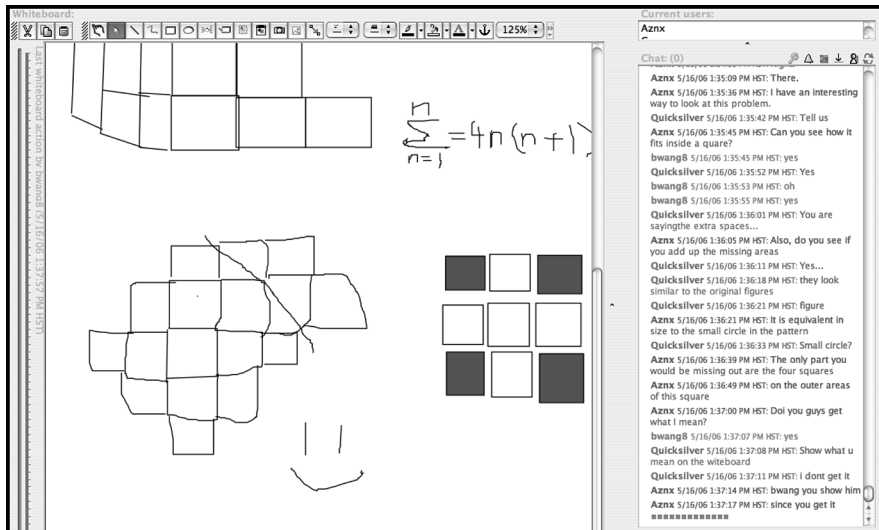 Whiteboard:
125%
Last whiteboard action by bwang8 (5/16/06 1:37:57 PM HST)
n
∑ =4n(n+1)
n=1
Current users:
Aznx
Chat: (0)
Aznx 5/16/06 1:35:09 PM HST: There.
Aznx 5/16/06 1:35:36 PM HST: I have an interesting
way to look at this problem.
Quicksilver 5/16/06 1:35:42 PM HST: Tell us
Aznx 5/16/06 1:35:45 PM HST: Can you see how it
fits inside a quare?
bwang8 5/16/06 1:35:45 PM HST: yes
Quicksilver 5/16/06 1:35:52 PM HST: Yes
bwang8 5/16/06 1:35:53 PM HST: oh
bwang8 5/16/06 1:35:55 PM HST: yes
Quicksilver 5/16/06 1:36:01 PM HST: You are
sayingthe extra spaces...
Aznx 5/16/06 1:36:05 PM HST: Also, do you see if
you add up the missing areas
Quicksilver 5/16/06 1:36:11 PM HST: Yes...
Quicksilver 5/16/06 1:36:18 PM HST: they look
similar to the original figures
Quicksilver 5/16/06 1:36:21 PM HST: figure
Aznx 5/16/06 1:36:21 PM HST: It is equivalent in
size to the small circle in the pattern
Quicksilver 5/16/06 1:36:33 PM HST: Small circle?
Aznx 5/16/06 1:36:39 PM HST: The only part you
would be missing out are the four squares
Aznx 5/16/06 1:36:49 PM HST: on the outer areas
of this square
Aznx 5/16/06 1:37:00 PM HST: Doi you guys get
what I mean?
bwang8 5/16/06 1:37:07 PM HST: yes
Quicksilver 5/16/06 1:37:08 PM HST: Show what u
mean on the witeboard
Quicksilver 5/16/06 1:37:11 PM HST: i dont get it
Aznx 5/16/06 1:37:14 PM HST: bwang you show him
Aznx 5/16/06 1:37:17 PM HST: since you get it